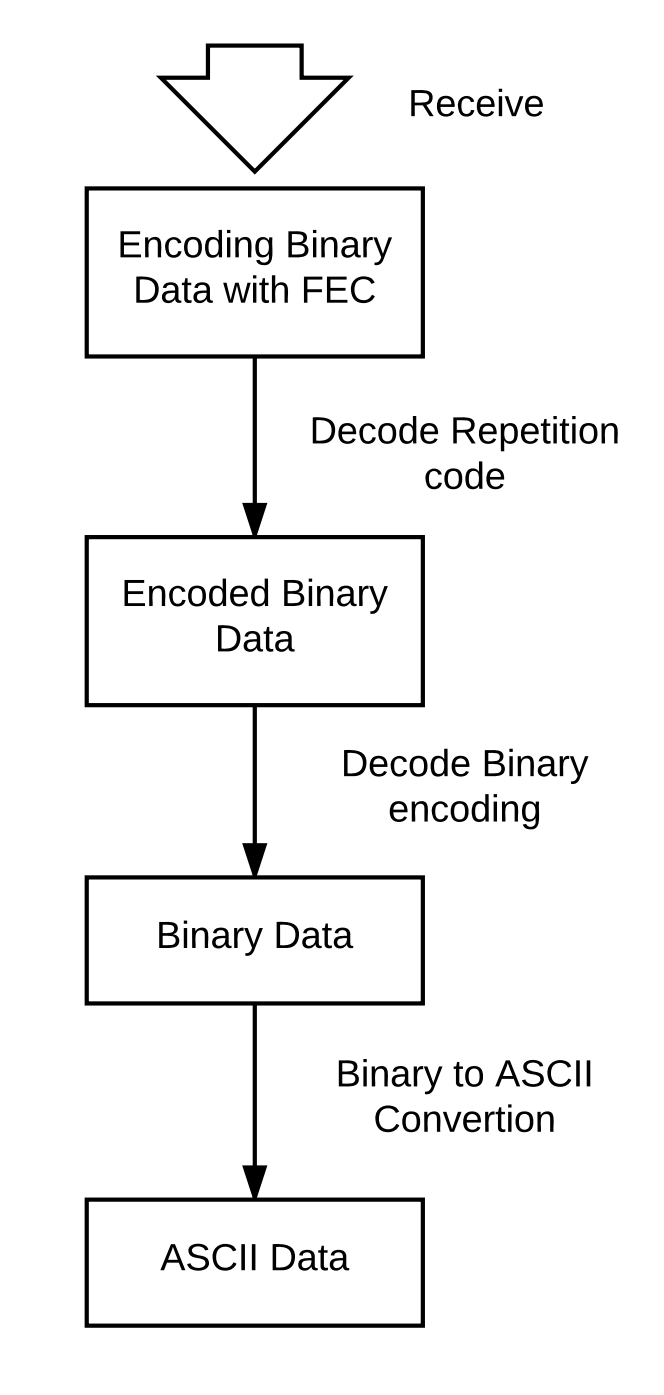 Receive
Encoding Binary
Data with FEC
Decode Repetition
code
Encoded Binary
Data
Decode Binary
encoding
Binary Data
Binary to ASCII
Convertion
ASCII Data